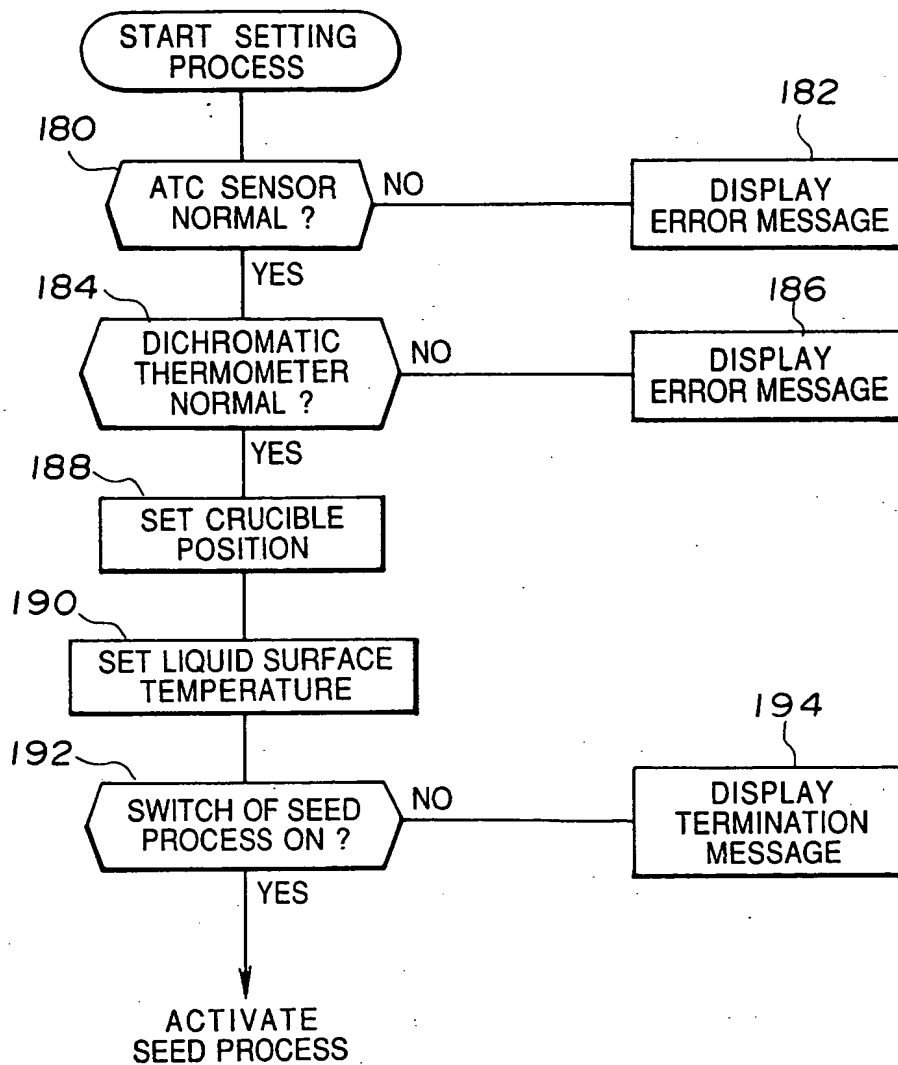 START SETTING
PROCESS
180
ATC SENSOR
NORMAL ?
NO
182
DISPLAY
ERROR MESSAGE
YES
184
DICHROMATIC
THERMOMETER
NORMAL ?
NO
186
DISPLAY
ERROR MESSAGE
YES
188
SET CRUCIBLE
POSITION
190
SET LIQUID SURFACE
TEMPERATURE
192
SWITCH OF SEED
PROCESS ON ?
NO
194
DISPLAY
TERMINATION
MESSAGE
YES
ACTIVATE
SEED PROCESS